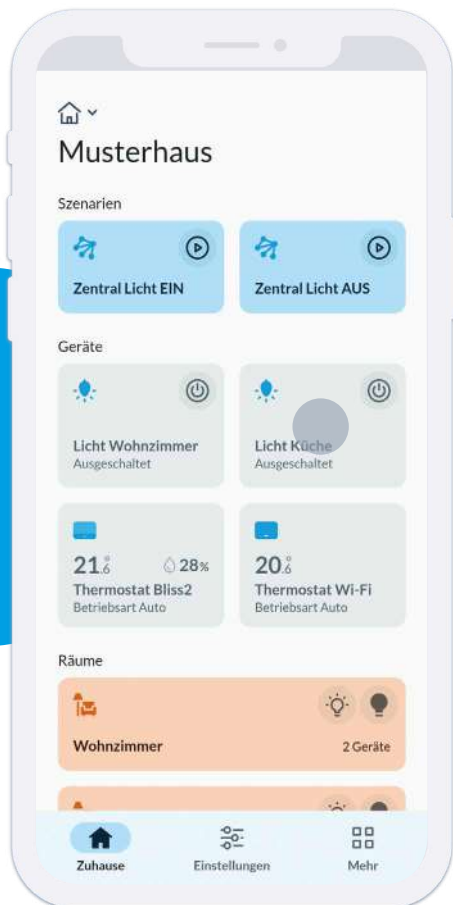 Musterhaus
Szenarien
Zentral Licht EIN
Zentral Licht AUS
Geräte
Licht Wohnzimmer
Ausgeschaltet
Licht Küche
Ausgeschaltet
21.6° 28%
Thermostat Bliss2
Betriebsart Auto
20.6°
Thermostat Wi-Fi
Betriebsart Auto
Räume
Wohnzimmer 2 Geräte
Zuhause Einstellungen Mehr